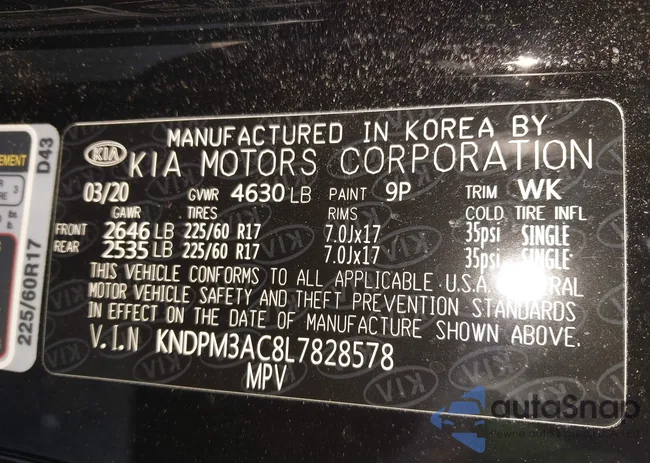 MANUFACTURED IN KOREA BY
KIA KIA MOTORS CORPORATION
03/20 GVWR 4630 LB PAINT 9P TRIM WK
GAWR TIRES RIMS COLD TIRE INFL
FRONT 2646 LB 225/60 R17 7.0Jx17 35psi SINGLE
REAR 2535 LB 225/60 R17 7.0Jx17 35psi SINGLE
THIS VEHICLE CONFORMS TO ALL APPLICABLE U.S.A.
MOTOR VEHICLE SAFETY AND THEFT PREVENTION STANDARDS
IN EFFECT ON THE DATE OF MANUFACTURE SHOWN ABOVE.
V.I.N KNDPM3AC8L7828578
MPV
EMENT
3
225/60R17
D43
autoSnap